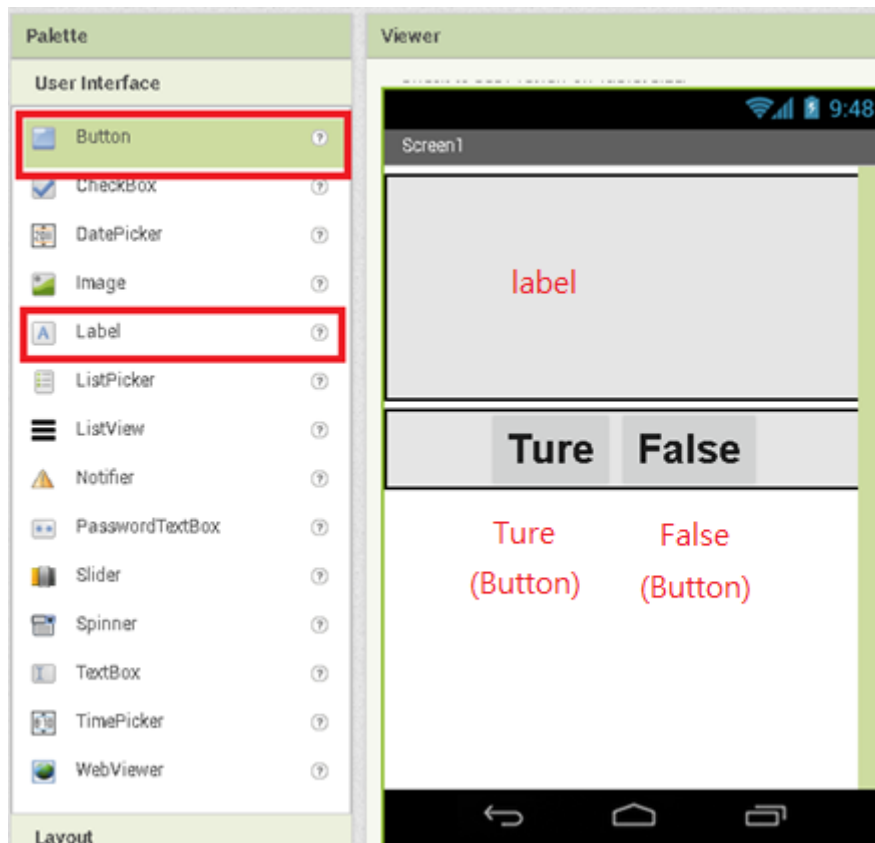 Palette
User Interface
Button
CheckBox
DatePicker
Image
Label
ListPicker
ListView
Notifier
PasswordTextBox
Slider
Spinner
TextBox
TimePicker
WebViewer
Layout
Viewer
9:48
Screen1
label
Ture False
Ture False
(Button) (Button)